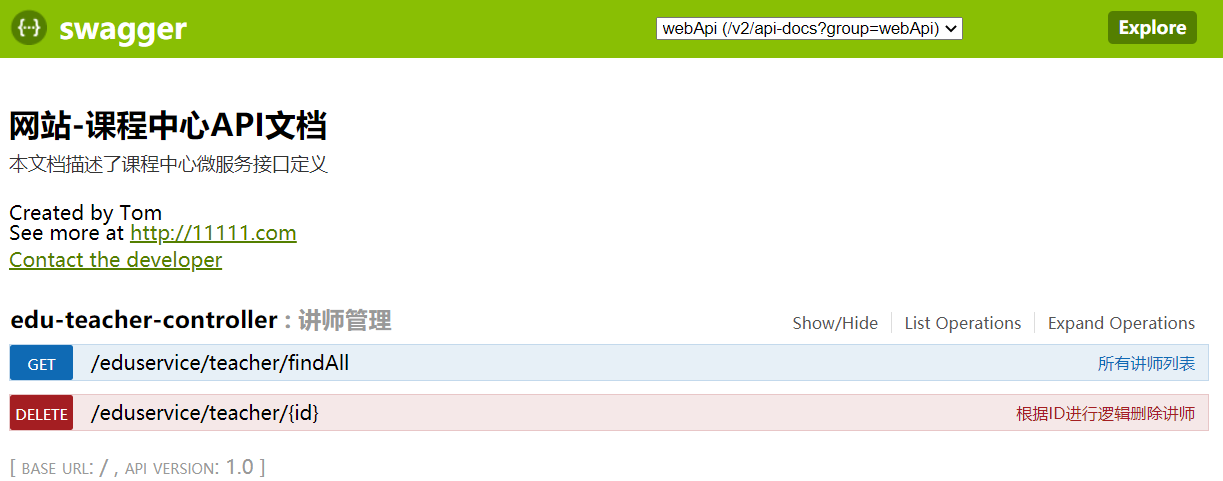 {···} swagger webApi (/v2/api-docs?group=webApi) Explore
网站-课程中心API文档
本文档描述了课程中心微服务接口定义
Created by Tom
See more at http://11111.com
Contact the developer
edu-teacher-controller : 讲师管理 Show/Hide List Operations Expand Operations
GET /eduservice/teacher/findAll 所有讲师列表
DELETE /eduservice/teacher/{id} 根据ID进行逻辑删除讲师
[ BASE URL: / , API VERSION: 1.0 ]